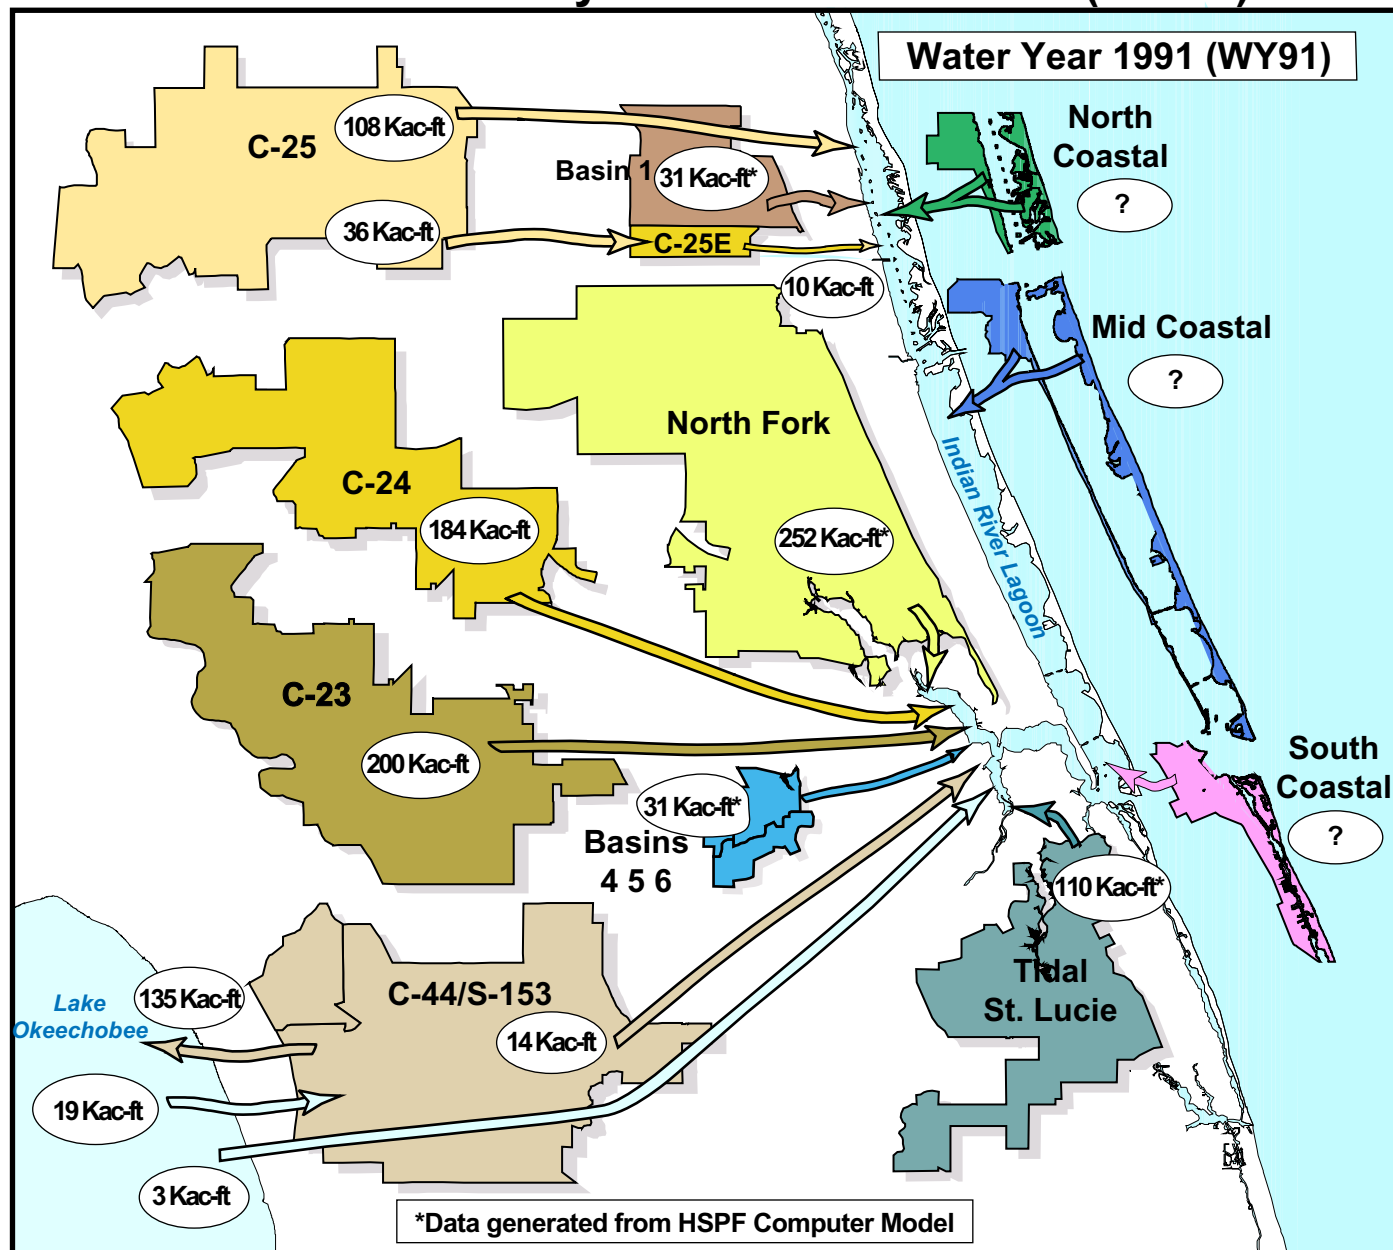 Water Year 1991 (WY91)
C-25
108 Kac-ft
36 Kac-ft
Basin 1
31 Kac-ft*
C-25E
10 Kac-ft
North
Coastal
?
Mid Coastal
?
North Fork
252 Kac-ft*
Indian River Lagoon
C-24
184 Kac-ft
C-23
200 Kac-ft
31 Kac-ft*
Basins
4 5 6
South
Coastal
?
110 Kac-ft*
Tidal
St. Lucie
C-44/S-153
14 Kac-ft
135 Kac-ft
Lake
Okeechobee
19 Kac-ft
3 Kac-ft
*Data generated from HSPF Computer Model